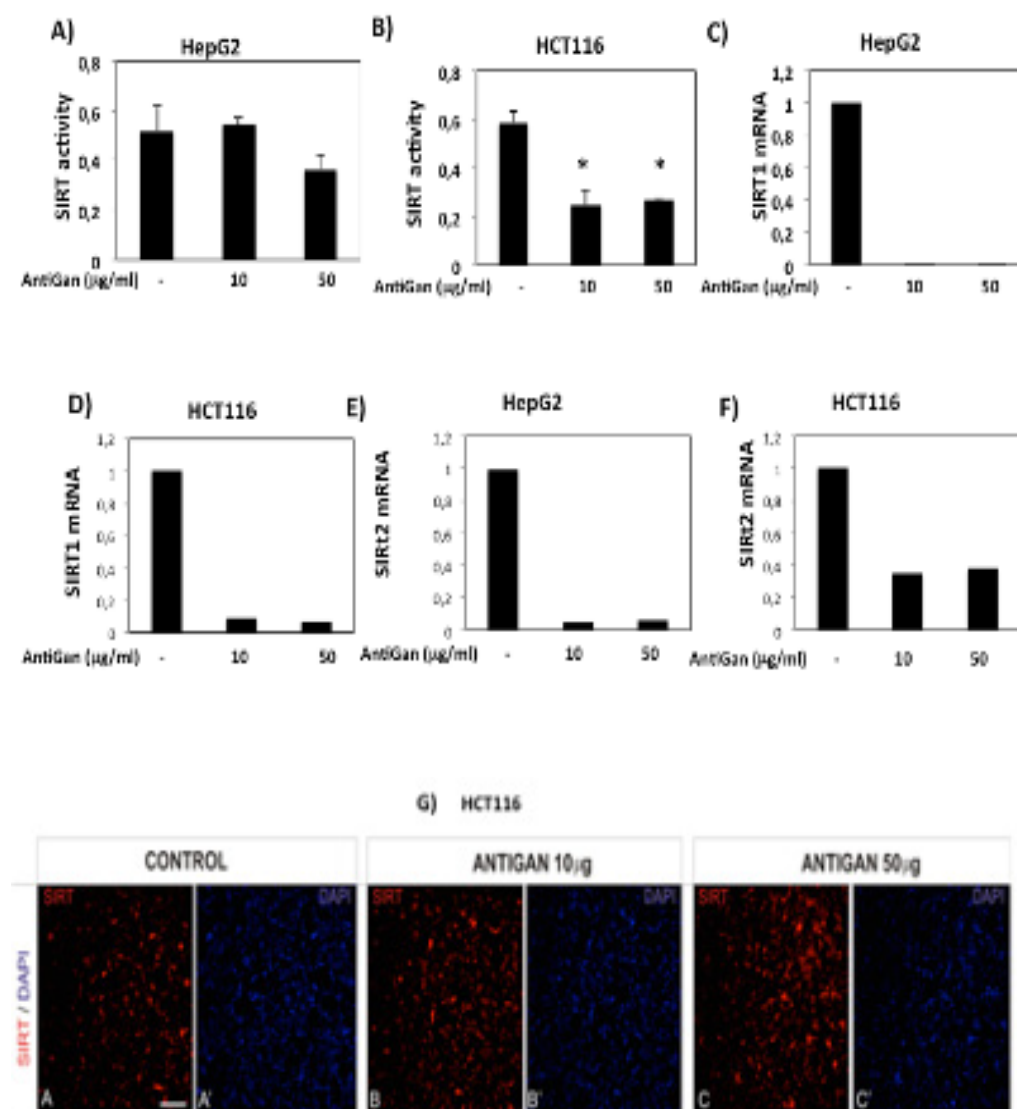 A)
HepG2
SIRT activity
0,8
0,6
0,4
0,2
0
AntiGan (μg/ml) - 10 50
B)
HCT116
SIRT activity
0,8
0,6
0,4
0,2
0
* *
AntiGan (μg/ml) - 10 50
C)
HepG2
SIRT1 mRNA
1,2
1
0,8
0,6
0,4
0,2
0
AntiGan (μg/ml) - 10 50
D)
HCT116
SIRT1 mRNA
1,2
1
0,8
0,6
0,4
0,2
0
AntiGan (μg/ml) - 10 50
E)
HepG2
SIRt2 mRNA
1,2
1
0,8
0,6
0,4
0,2
0
AntiGan (μg/ml) - 10 50
F)
HCT116
SIRt2 mRNA
1,2
1
0,8
0,6
0,4
0,2
0
AntiGan (μg/ml) - 10 50
G) HCT116
CONTROL ANTIGAN 10μg ANTIGAN 50μg
SIRT / DAPI
SIRT DAPI SIRT DAPI SIRT DAPI
A A' B B' C C'